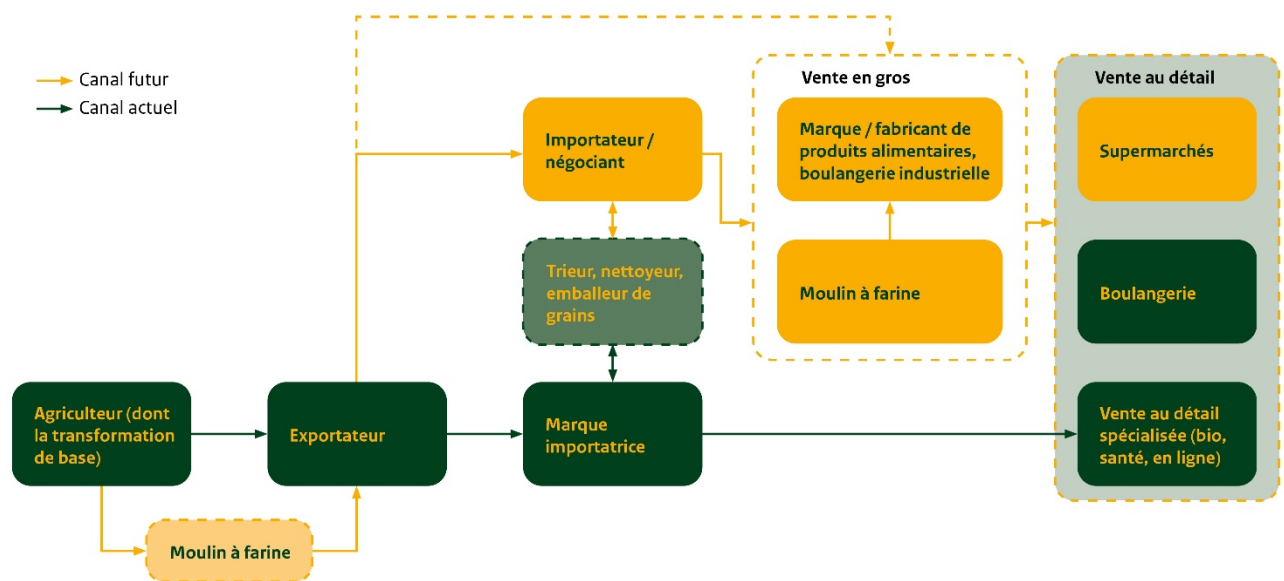 Canal futur
Canal actuel
Vente en gros
Vente au détail
Importateur /
négociant
Marque / fabricant de
produits alimentaires,
boulangerie industrielle
Supermarchés
Trieur, nettoyeur,
emballeur de
grains
Moulin à farine
Boulangerie
Agriculteur (dont
la transformation
de base)
Exportateur
Marque
importatrice
Vente au détail
spécialisée (bio,
santé, en ligne)
Moulin à farine